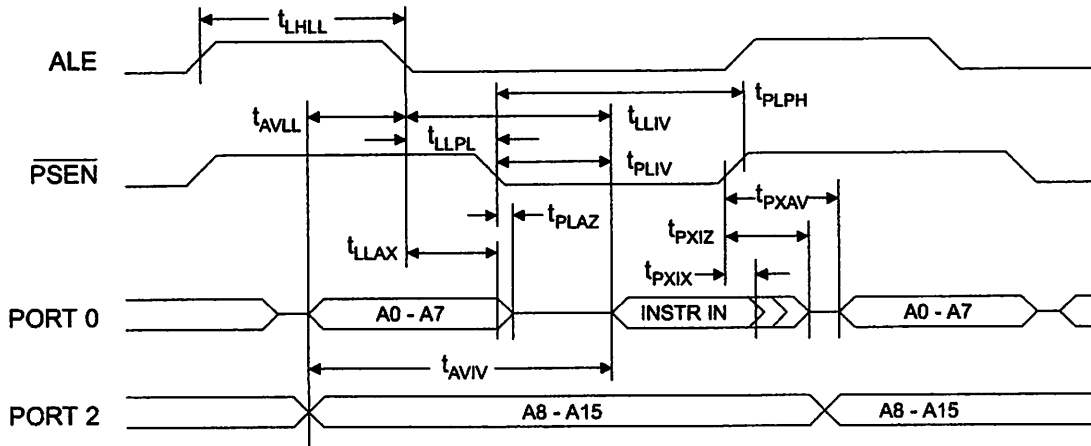 tLHLL
ALE
tPLPH
tAVLL
tLLIV
tLLPL
PSEN
tPLIV
tPXAV
tPLAZ
tPXIZ
tLLAX
tPXIX
PORT 0
A0 - A7
INSTR IN
A0 - A7
tAVIV
PORT 2
A8 - A15
A8 - A15